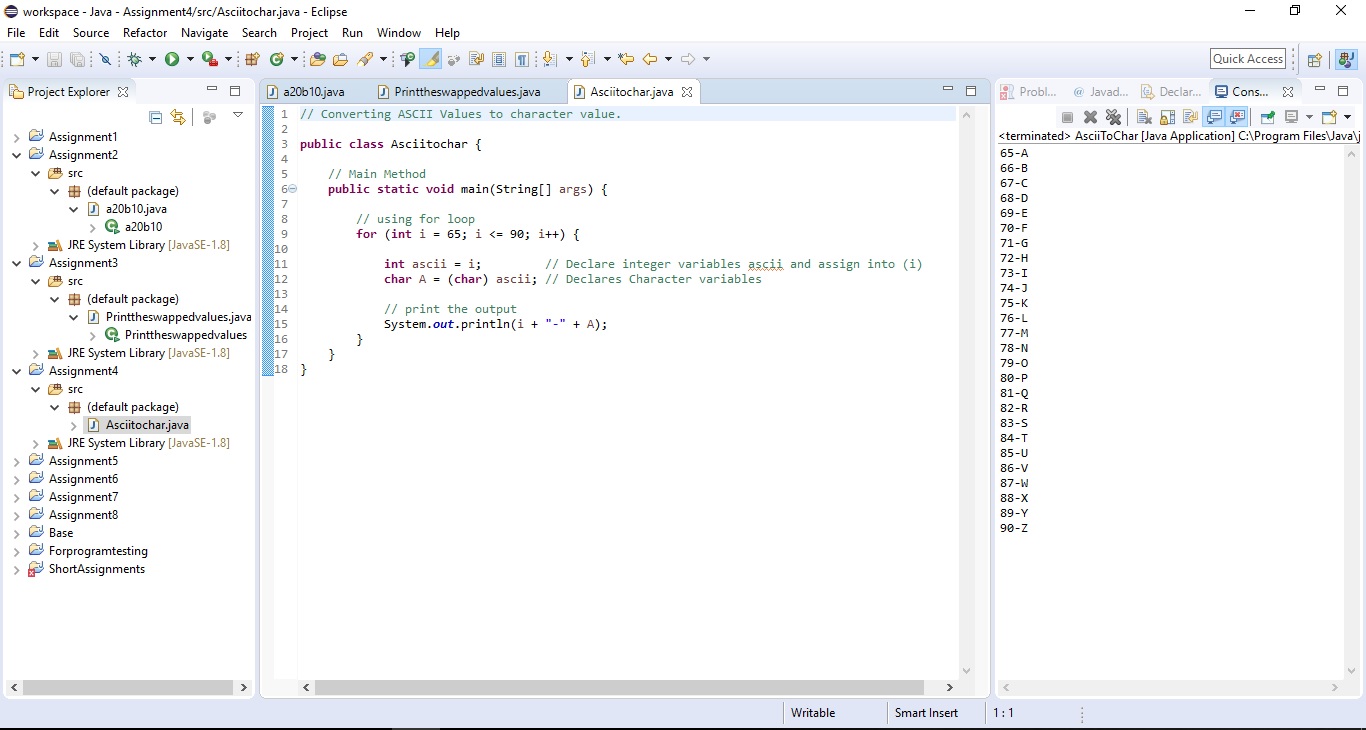 workspace - Java - Assignment4/src/Asciitochar.java - Eclipse
File Edit Source Refactor Navigate Search Project Run Window Help
Quick Access
Project Explorer
Assignment1
Assignment2
src
(default package)
a20b10.java
a20b10
JRE System Library [JavaSE-1.8]
Assignment3
src
(default package)
Printtheswappedvalues.java
Printtheswappedvalues
JRE System Library [JavaSE-1.8]
Assignment4
src
(default package)
Asciitochar.java
JRE System Library [JavaSE-1.8]
Assignment5
Assignment6
Assignment7
Assignment8
Base
Forprogramtesting
ShortAssignments
a20b10.java Printtheswappedvalues.java Asciitochar.java
1 // Converting ASCII Values to character value.
2
3 public class Asciitochar {
4
5 // Main Method
6 public static void main(String[] args) {
7
8 // using for loop
9 for (int i = 65; i <= 90; i++) {
10
11 int ascii = i; // Declare integer variables ascii and assign into (i)
12 char A = (char) ascii; // Declares Character variables
13
14 // print the output
15 System.out.println(i + "-" + A);
16 }
17 }
18 }
Probl... @ Javad... Declar... Cons...
<terminated> AsciiToChar [Java Application] C:\Program Files\Java\j
65-A
66-B
67-C
68-D
69-E
70-F
71-G
72-H
73-I
74-J
75-K
76-L
77-M
78-N
79-O
80-P
81-Q
82-R
83-S
84-T
85-U
86-V
87-W
88-X
89-Y
90-Z
Writable Smart Insert 1 : 1